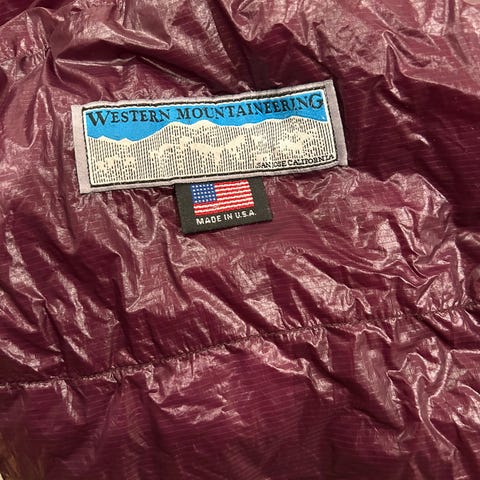 WESTERN MOUNTAINEERING
SAN JOSE CALIFORNIA
MADE IN U.S.A.